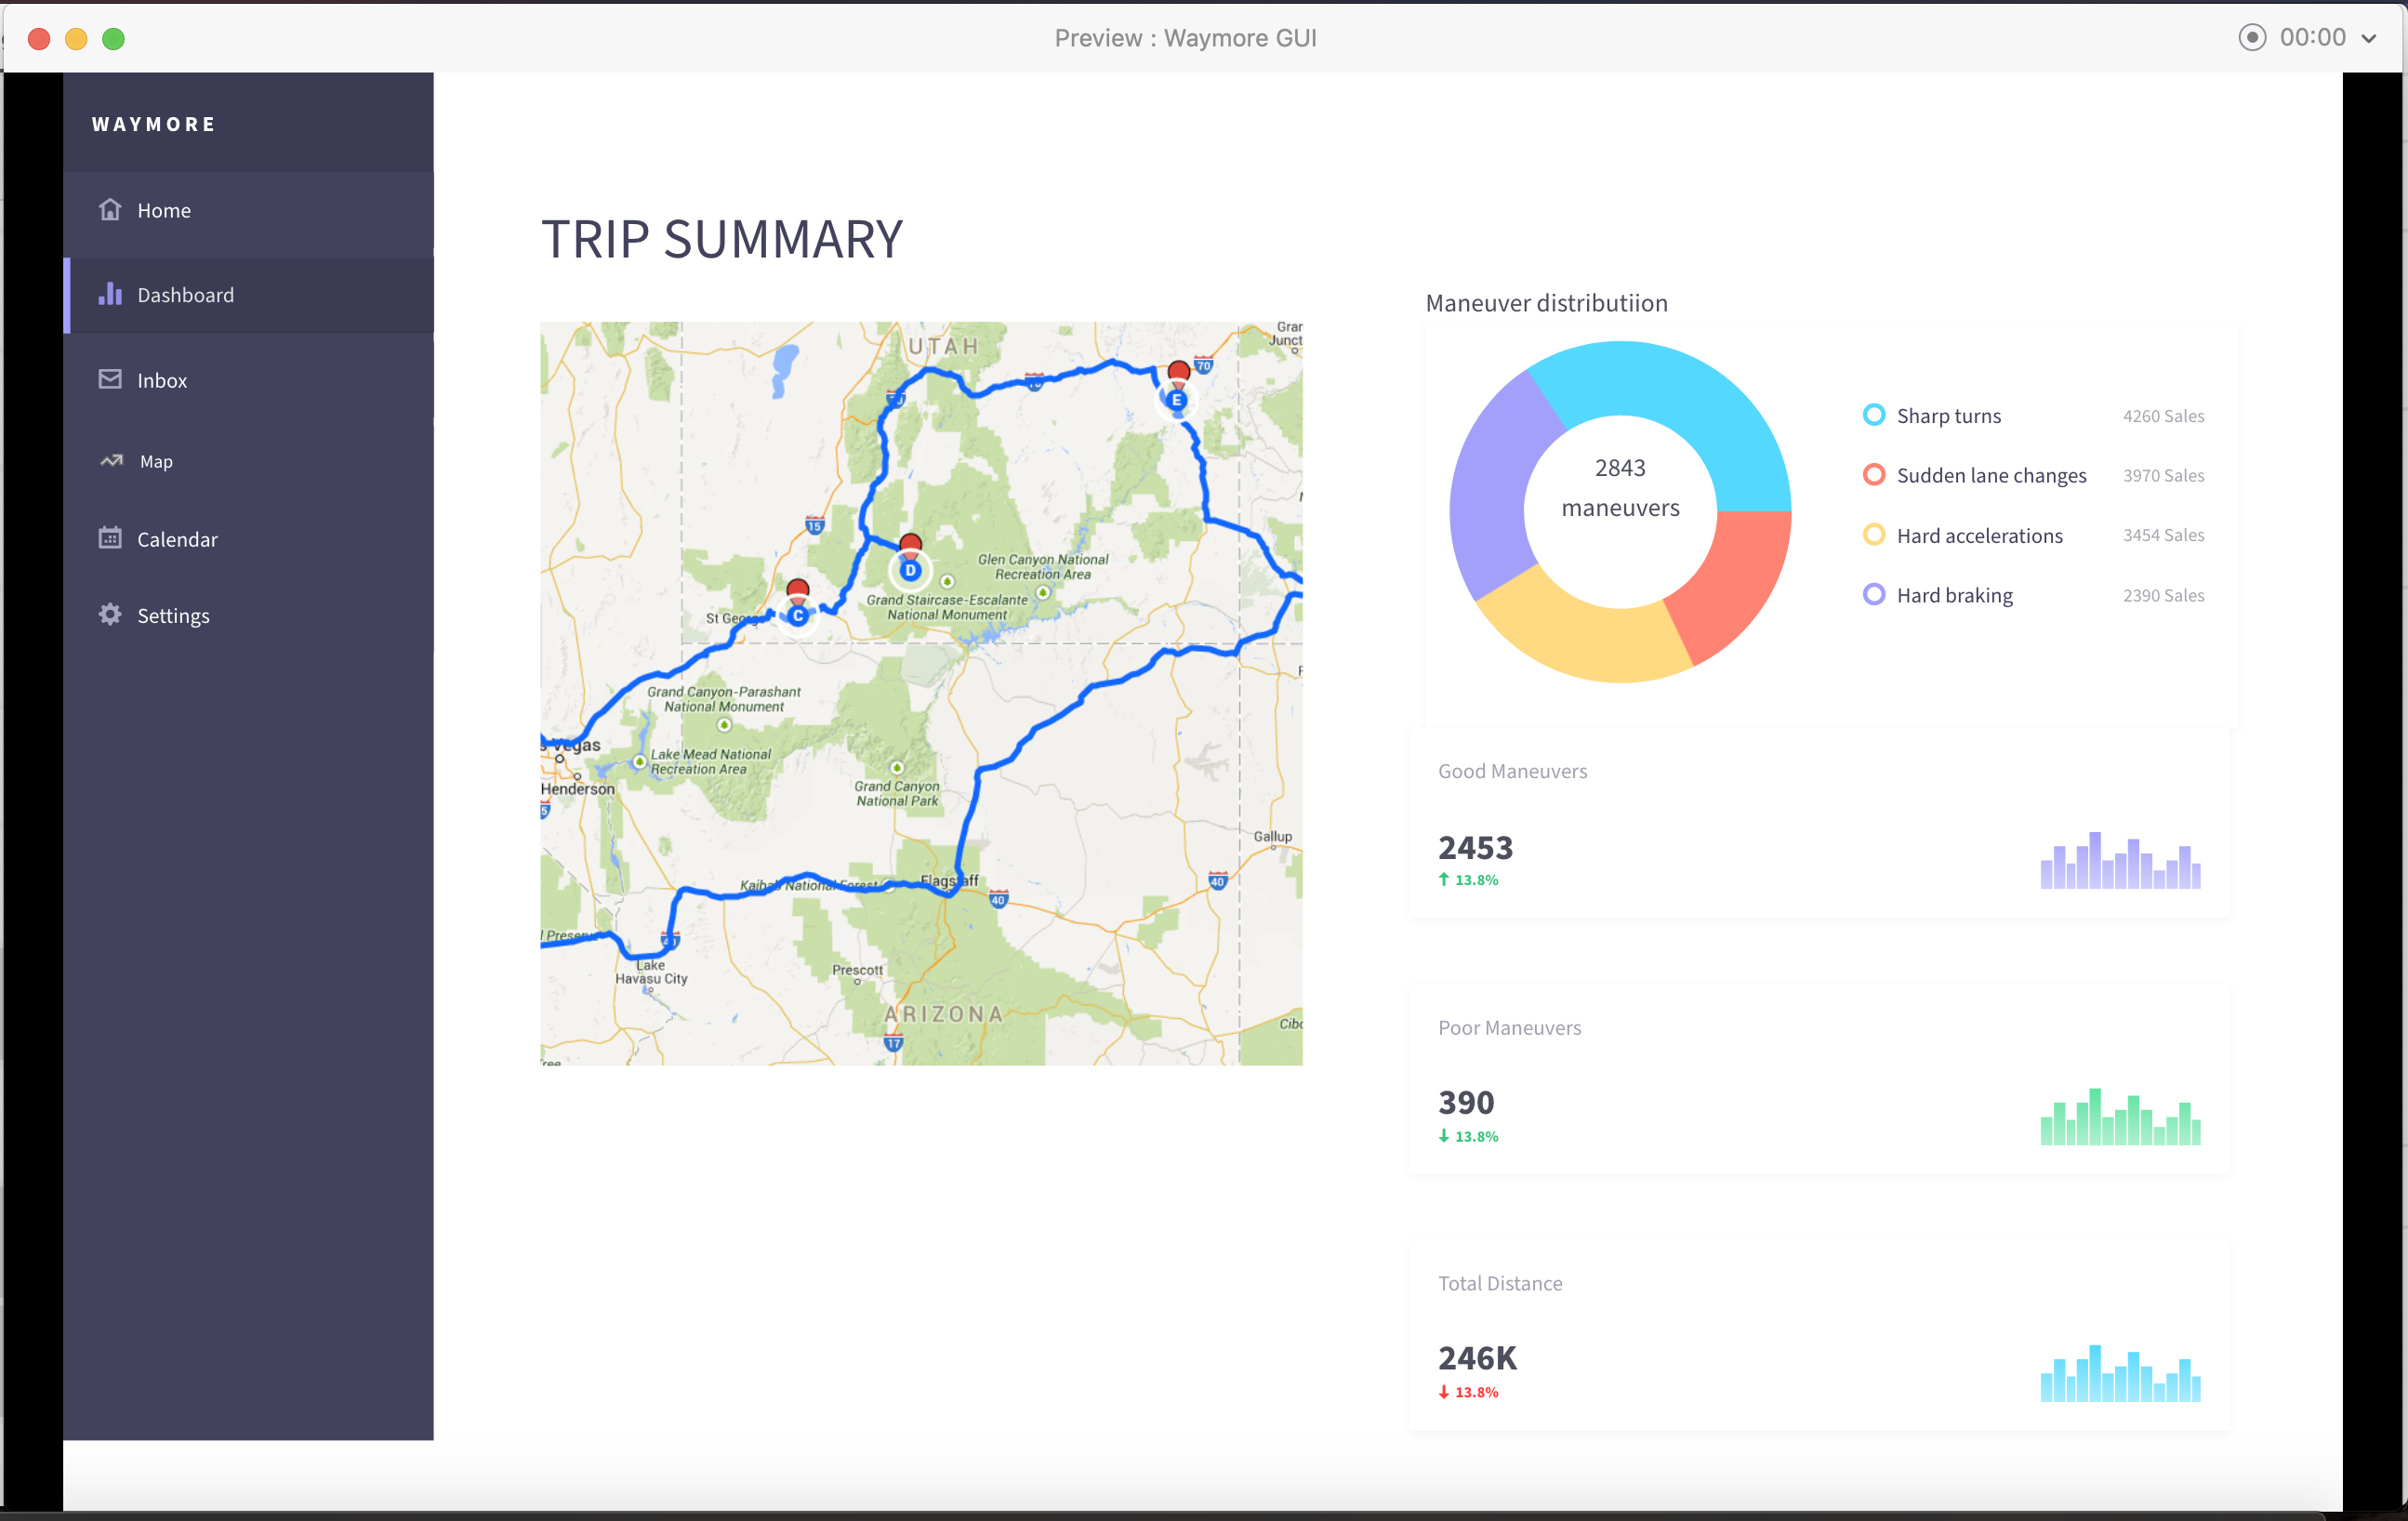 Preview : Waymore GUI
00:00
WAYMORE
Home
Dashboard
Inbox
Map
Calendar
Settings
TRIP SUMMARY
UTAH
Gran
Junct
70
70
E
15
D
Glen Canyon National
Recreation Area
Grand Staircase-Escalante
National Monument
C
St George
Grand Canyon-Parashant
National Monument
s Vegas
Lake Mead National
Recreation Area
Henderson
Grand Canyon
National Park
Gallup
Kaibab National Forest
Flagstaff
40
40
l Preserve
40
Lake
Havasu City
Prescott
ARIZONA
17
Cibo
Tree
Maneuver distributiion
2843
maneuvers
Sharp turns 4260 Sales
Sudden lane changes 3970 Sales
Hard accelerations 3454 Sales
Hard braking 2390 Sales
Good Maneuvers
2453
13.8%
Poor Maneuvers
390
13.8%
Total Distance
246K
13.8%